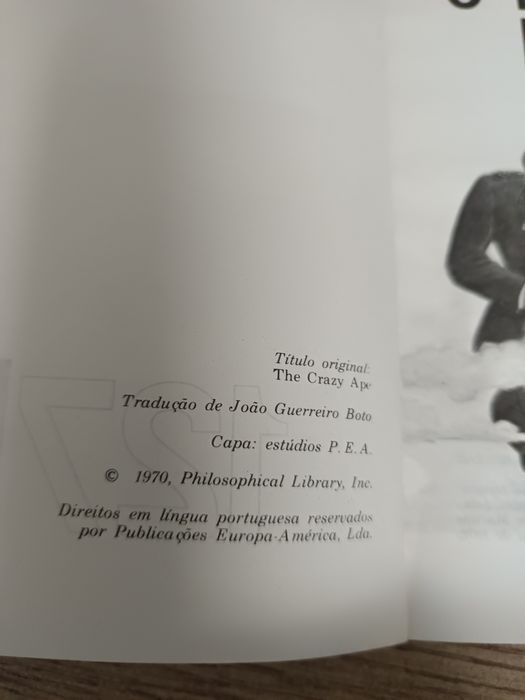 Título original:
The Crazy Ape
Tradução de João Guerreiro Boto
Capa: estúdios P. E. A.
© 1970, Philosophical Library, Inc.
Direitos em língua portuguesa reservados
por Publicações Europa-América, Lda.